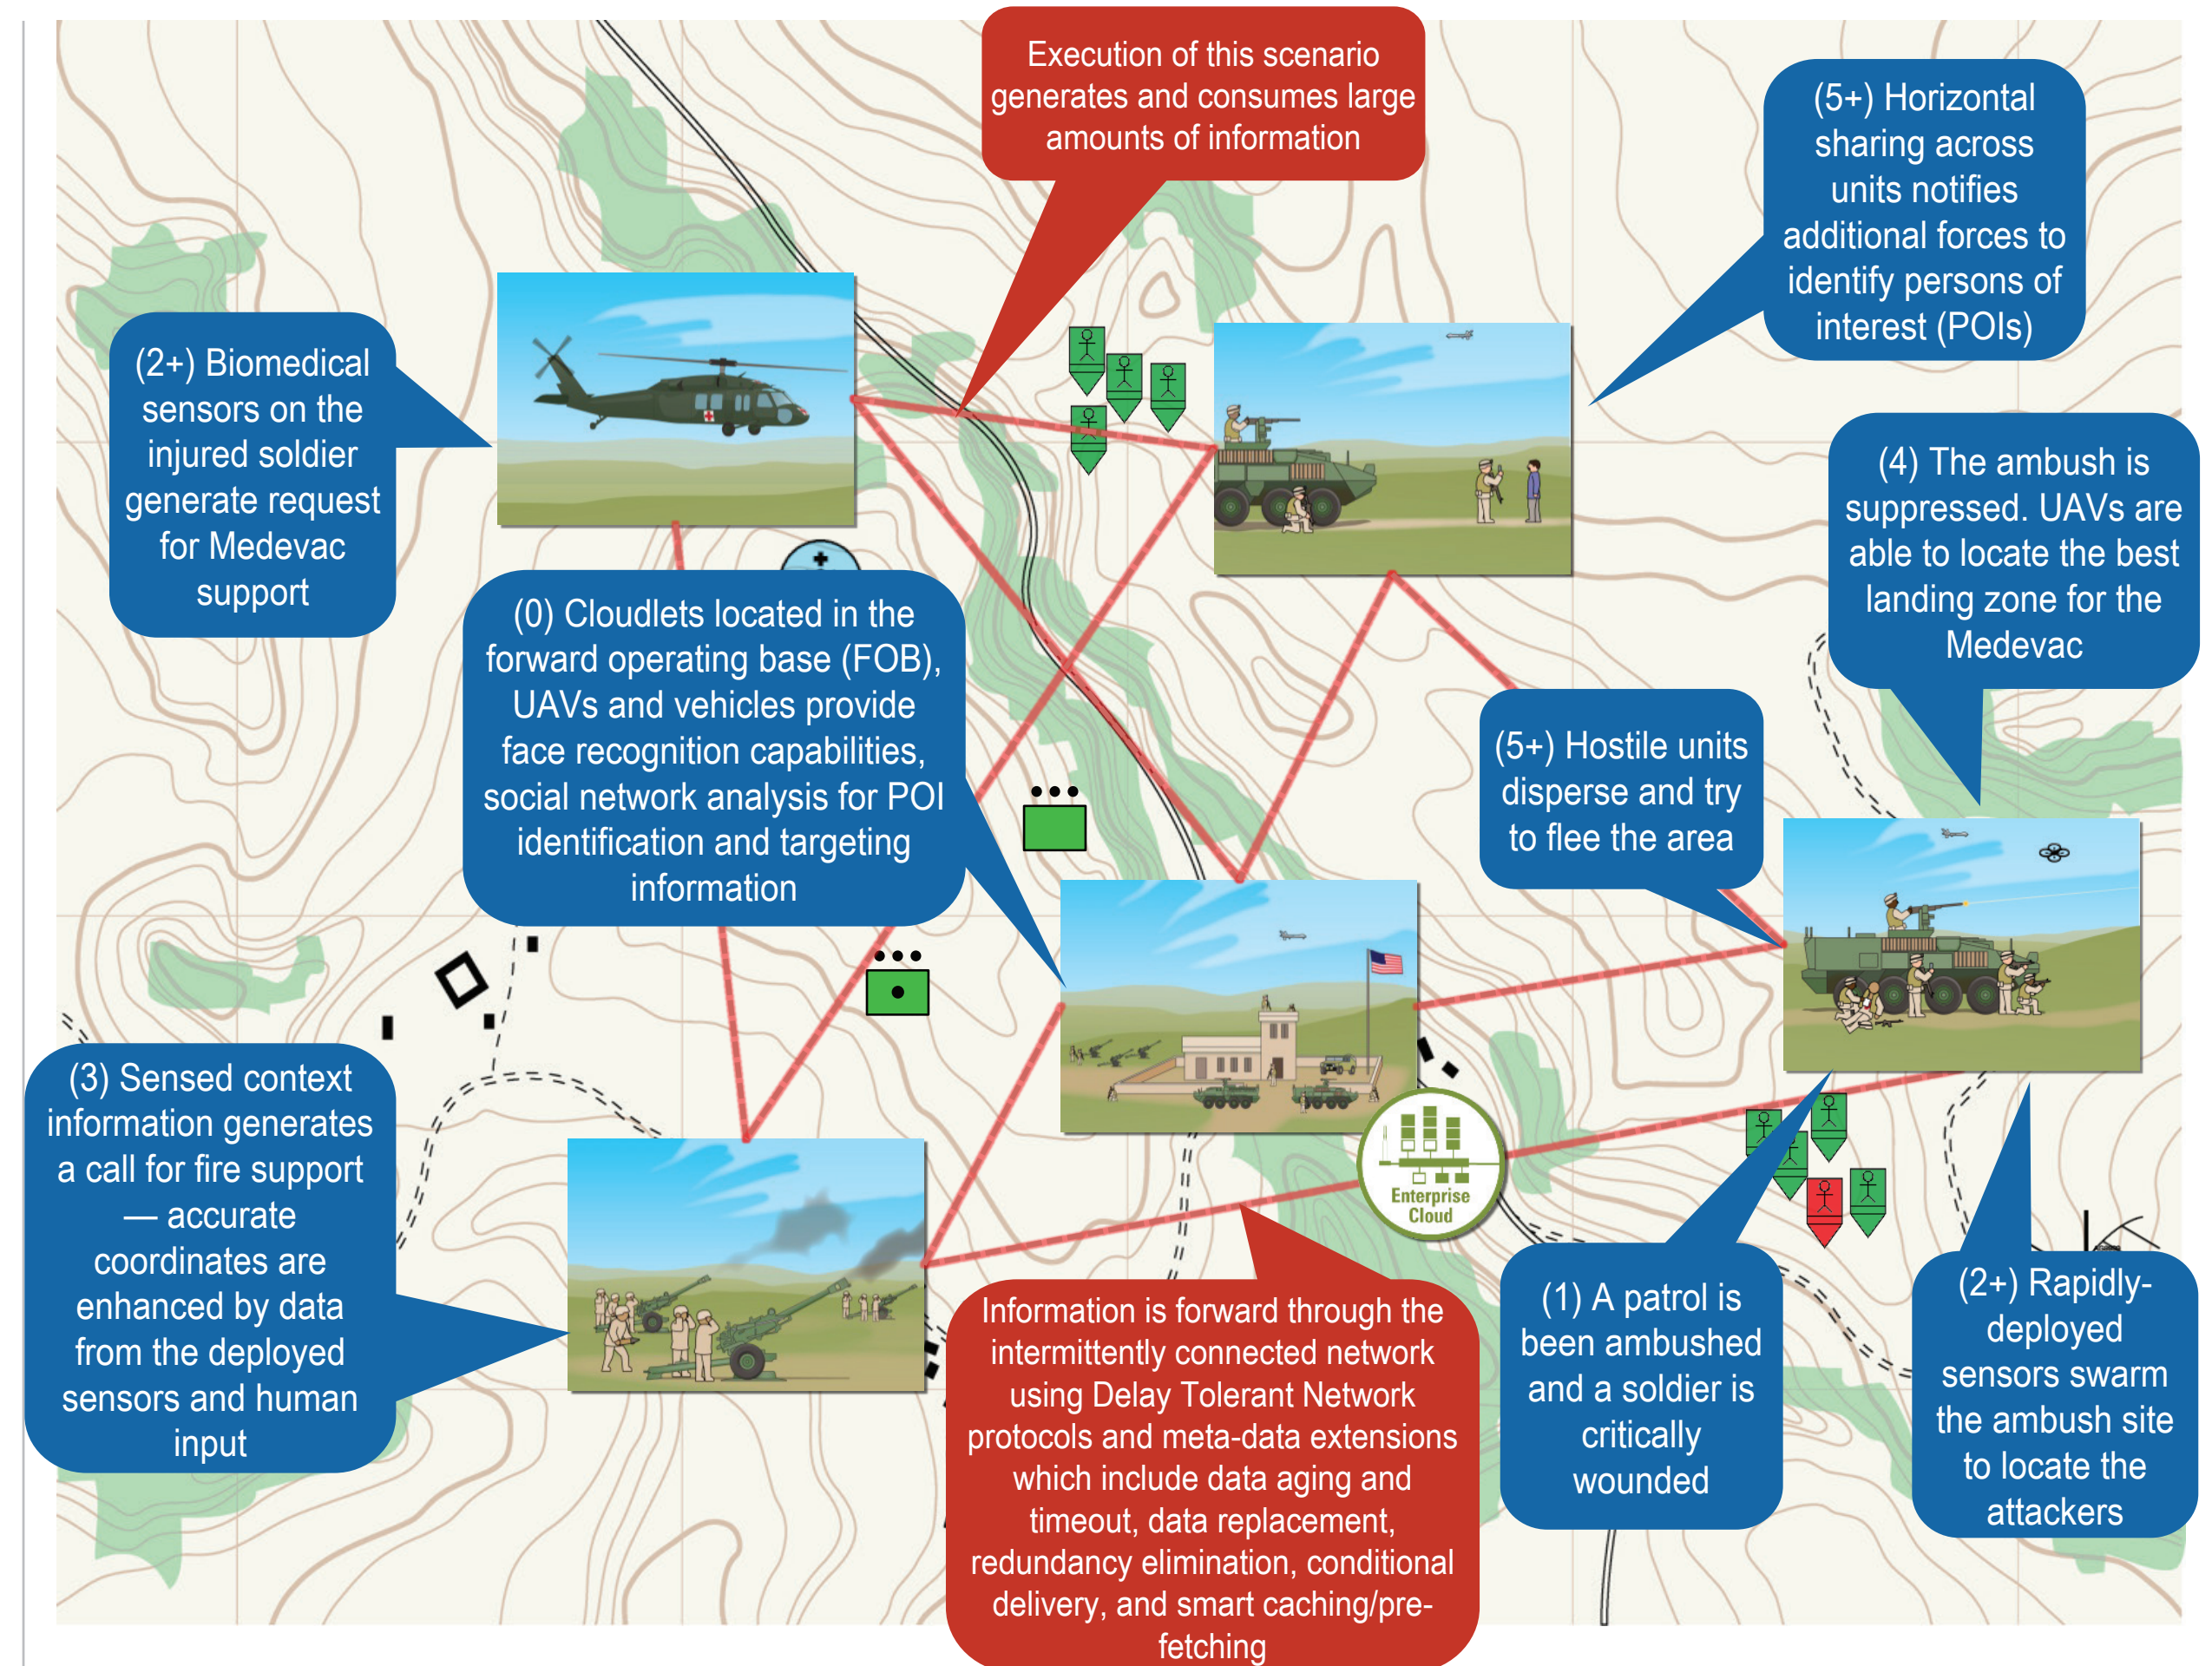 Execution of this scenario
generates and consumes large
amounts of information
(5+) Horizontal
sharing across
units notifies
additional forces to
identify persons of
interest (POIs)
(2+) Biomedical
sensors on the
injured soldier
generate request
for Medevac
support
(4) The ambush is
suppressed. UAVs are
able to locate the best
landing zone for the
Medevac
(0) Cloudlets located in the
forward operating base (FOB),
UAVs and vehicles provide
face recognition capabilities,
social network analysis for POI
identification and targeting
information
(5+) Hostile units
disperse and try
to flee the area
(3) Sensed context
information generates
a call for fire support
— accurate
coordinates are
enhanced by data
from the deployed
sensors and human
input
Enterprise
Cloud
Information is forward through the
intermittently connected network
using Delay Tolerant Network
protocols and meta-data extensions
which include data aging and
timeout, data replacement,
redundancy elimination, conditional
delivery, and smart caching/pre-
fetching
(1) A patrol is
been ambushed
and a soldier is
critically
wounded
(2+) Rapidly-
deployed
sensors swarm
the ambush site
to locate the
attackers